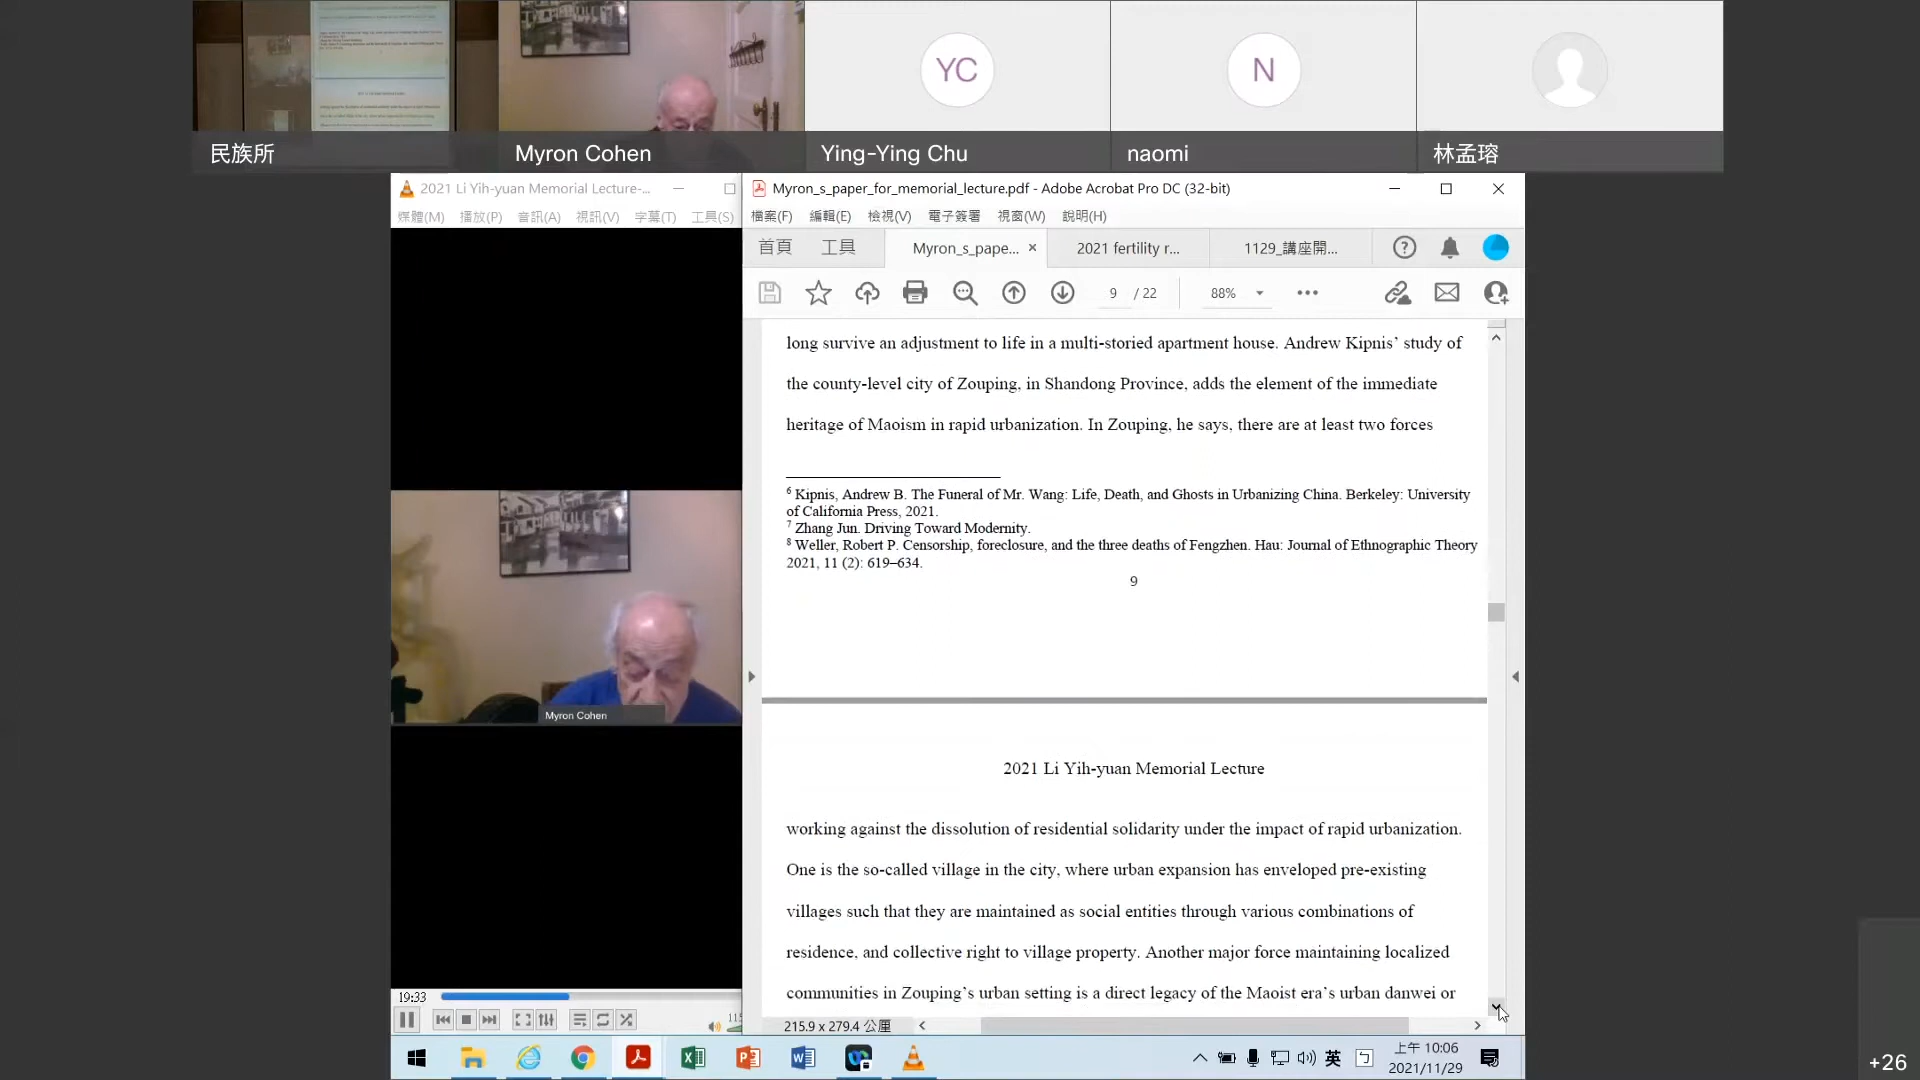 YC
N
民族所
Myron Cohen
Ying-Ying Chu
naomi
林孟瑢
2021 Li Yih-yuan Memorial Lecture-...
媒體(M) 播放(P) 音訊(A) 視訊(V) 字幕(T) 工具(S)
Myron Cohen
19:33
Myron_s_paper_for_memorial_lecture.pdf - Adobe Acrobat Pro DC (32-bit)
檔案(F) 編輯(E) 檢視(V) 電子簽署 視窗(W) 說明(H)
首頁 工具 Myron_s_pape... × 2021 fertility r... 1129_講座開...
9 / 22 88%
long survive an adjustment to life in a multi-storied apartment house. Andrew Kipnis’ study of
the county-level city of Zouping, in Shandong Province, adds the element of the immediate
heritage of Maoism in rapid urbanization. In Zouping, he says, there are at least two forces
6 Kipnis, Andrew B. The Funeral of Mr. Wang: Life, Death, and Ghosts in Urbanizing China. Berkeley: University
of California Press, 2021.
7 Zhang Jun. Driving Toward Modernity.
8 Weller, Robert P. Censorship, foreclosure, and the three deaths of Fengzhen. Hau: Journal of Ethnographic Theory
2021, 11 (2): 619–634.
9
2021 Li Yih-yuan Memorial Lecture
working against the dissolution of residential solidarity under the impact of rapid urbanization.
One is the so-called village in the city, where urban expansion has enveloped pre-existing
villages such that they are maintained as social entities through various combinations of
residence, and collective right to village property. Another major force maintaining localized
communities in Zouping’s urban setting is a direct legacy of the Maoist era’s urban danwei or
215.9 x 279.4 公厘
英
上午 10:06
2021/11/29
+26